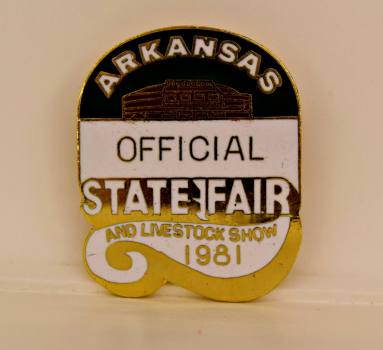 ARKANSAS
OFFICIAL
STATE FAIR
AND LIVESTOCK SHOW
1981